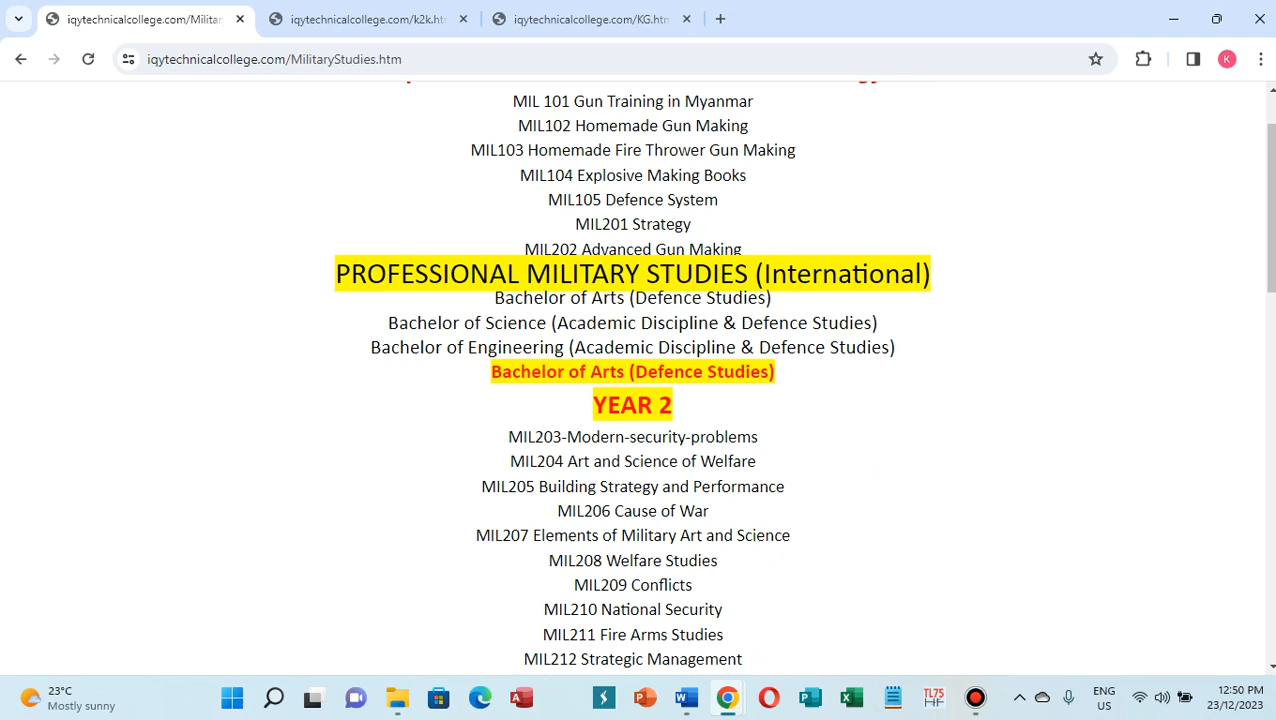 iqytechnicalcollege.com/Militar
iqytechnicalcollege.com/k2k.htm
iqytechnicalcollege.com/KG.htm
iqytechnicalcollege.com/MilitaryStudies.htm
K
MIL 101 Gun Training in Myanmar
MIL102 Homemade Gun Making
MIL103 Homemade Fire Thrower Gun Making
MIL104 Explosive Making Books
MIL105 Defence System
MIL201 Strategy
MIL202 Advanced Gun Making
PROFESSIONAL MILITARY STUDIES (International)
Bachelor of Arts (Defence Studies)
Bachelor of Science (Academic Discipline & Defence Studies)
Bachelor of Engineering (Academic Discipline & Defence Studies)
Bachelor of Arts (Defence Studies)
YEAR 2
MIL203-Modern-security-problems
MIL204 Art and Science of Welfare
MIL205 Building Strategy and Performance
MIL206 Cause of War
MIL207 Elements of Military Art and Science
MIL208 Welfare Studies
MIL209 Conflicts
MIL210 National Security
MIL211 Fire Arms Studies
MIL212 Strategic Management
23°C
Mostly sunny
TL75
ENG
US
12:50 PM
23/12/2023